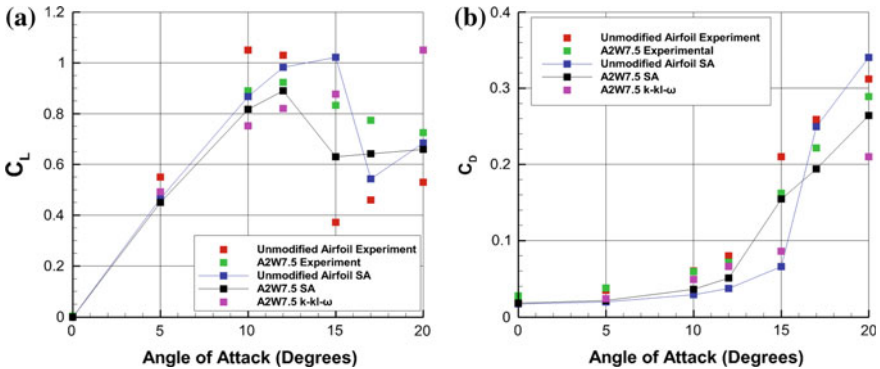 (a)
1.2
1
0.8
0.6
0.4
0.2
0
C_L
0 5 10 15 20
Angle of Attack (Degrees)
Unmodified Airfoil Experiment
A2W7.5 Experiment
Unmodified Airfoil SA
A2W7.5 SA
A2W7.5 k-kl-ω
(b)
0.4
0.3
0.2
0.1
0
C_D
0 5 10 15 20
Angle of Attack (Degrees)
Unmodified Airfoil Experiment
A2W7.5 Experimental
Unmodified Airfoil SA
A2W7.5 SA
A2W7.5 k-kl-ω